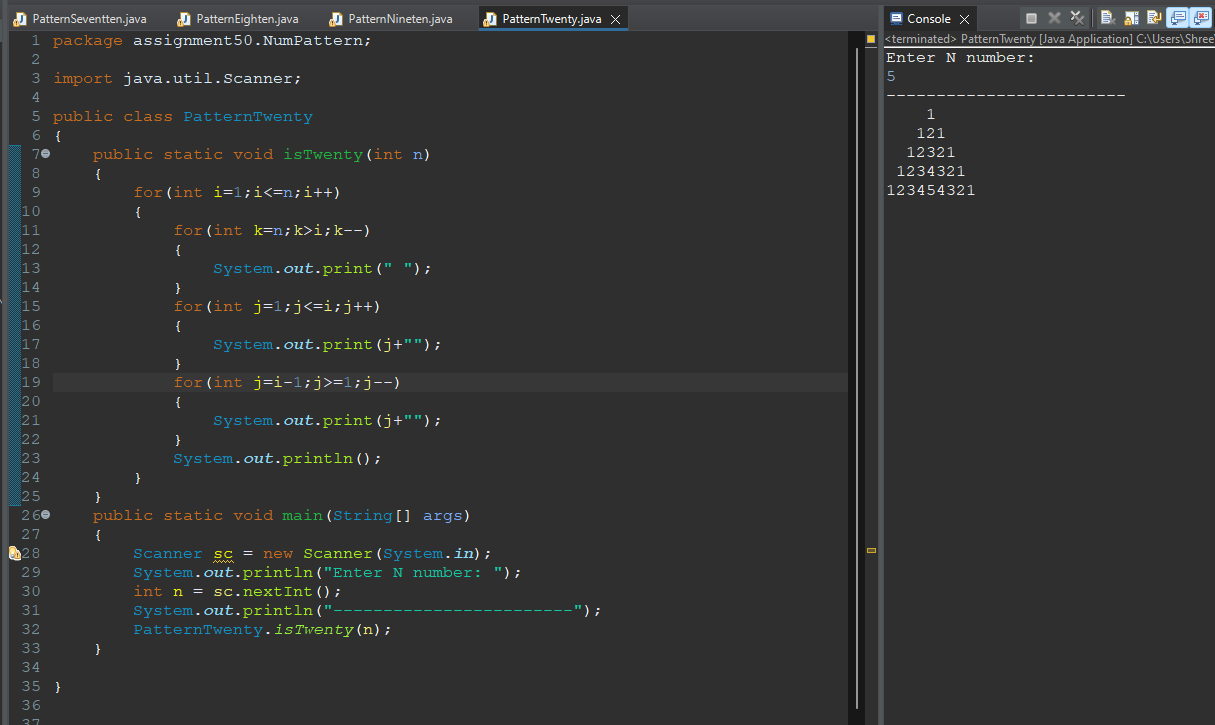 PatternSeventten.java PatternEighten.java PatternNineten.java PatternTwenty.java
1 package assignment50.NumPattern;
2
3 import java.util.Scanner;
4
5 public class PatternTwenty
6 {
7     public static void isTwenty(int n)
8     {
9         for(int i=1;i<=n;i++)
10         {
11             for(int k=n;k>i;k--)
12             {
13                 System.out.print(" ");
14             }
15             for(int j=1;j<=i;j++)
16             {
17                 System.out.print(j+"");
18             }
19             for(int j=i-1;j>=1;j--)
20             {
21                 System.out.print(j+"");
22             }
23             System.out.println();
24         }
25     }
26     public static void main(String[] args)
27     {
28         Scanner sc = new Scanner(System.in);
29         System.out.println("Enter N number: ");
30         int n = sc.nextInt();
31         System.out.println("------------------------");
32         PatternTwenty.isTwenty(n);
33     }
34
35 }
36
37
Console
<terminated> PatternTwenty [Java Application] C:\Users\Shree
Enter N number:
5
------------------------
    1
   121
  12321
 1234321
123454321